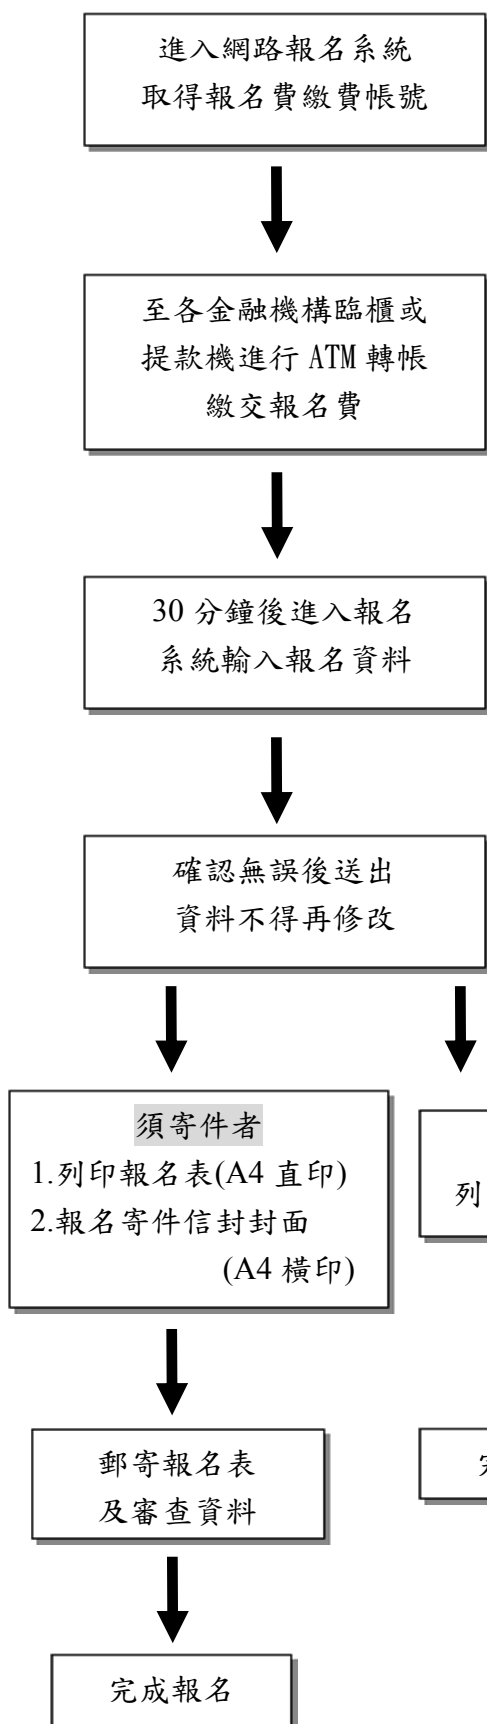 進入網路報名系統
取得報名費繳費帳號
至各金融機構臨櫃或
提款機進行 ATM 轉帳
繳交報名費
30 分鐘後進入報名
系統輸入報名資料
確認無誤後送出
資料不得再修改
須寄件者
1.列印報名表(A4 直印)
2.報名寄件信封封面
(A4 橫印)
列
郵寄報名表
及審查資料
完成報名